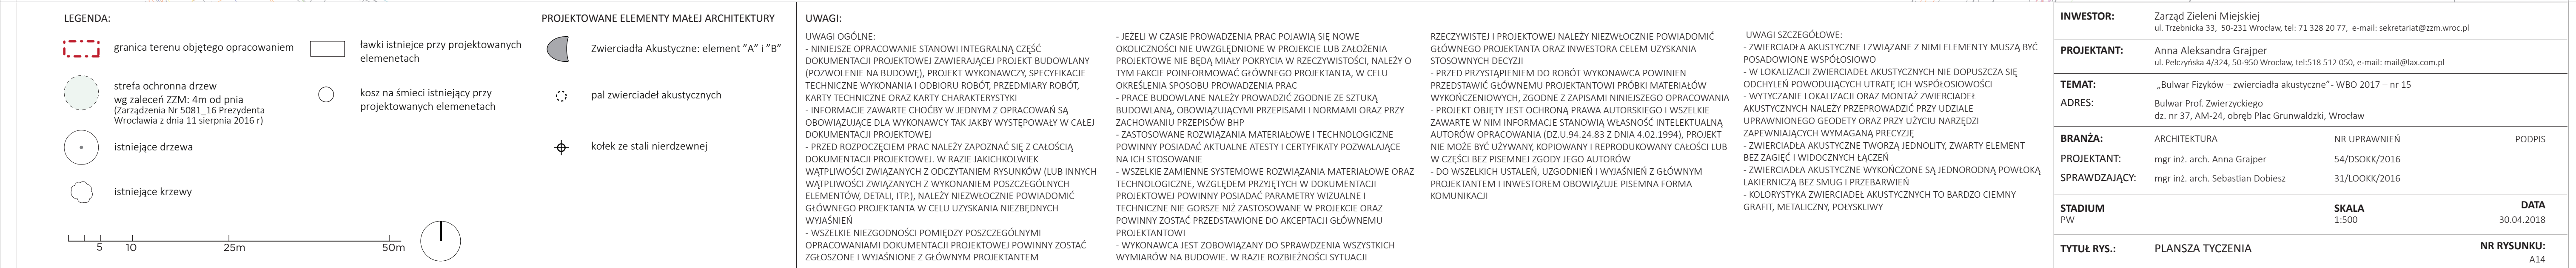 LEGENDA:
granica terenu objętego opracowaniem
strefa ochronna drzew
wg zaleceń ZZM: 4m od pnia
(Zarządzenia Nr 5081_16 Prezydenta
Wrocławia z dnia 11 sierpnia 2016 r)
istniejące drzewa
istniejące krzewy
ławki istniejce przy projektowanych
elemenetach
kosz na śmieci istniejący przy
projektowanych elemenetach
5 10 25m 50m
PROJEKTOWANE ELEMENTY MAŁEJ ARCHITEKTURY
Zwierciadła Akustyczne: element ”A” i ”B”
pal zwierciadeł akustycznych
kołek ze stali nierdzewnej
UWAGI:
UWAGI OGÓLNE:
- NINIEJSZE OPRACOWANIE STANOWI INTEGRALNĄ CZĘŚĆ
DOKUMENTACJI PROJEKTOWEJ ZAWIERAJĄCEJ PROJEKT BUDOWLANY
(POZWOLENIE NA BUDOWĘ), PROJEKT WYKONAWCZY, SPECYFIKACJE
TECHNICZNE WYKONANIA I ODBIORU ROBÓT, PRZEDMIARY ROBÓT,
KARTY TECHNICZNE ORAZ KARTY CHARAKTERYSTYKI
- INFORMACJE ZAWARTE CHOĆBY W JEDNYM Z OPRACOWAŃ SĄ
OBOWIĄZUJĄCE DLA WYKONAWCY TAK JAKBY WYSTĘPOWAŁY W CAŁEJ
DOKUMENTACJI PROJEKTOWEJ
- PRZED ROZPOCZĘCIEM PRAC NALEŻY ZAPOZNAĆ SIĘ Z CAŁOŚCIĄ
DOKUMENTACJI PROJEKTOWEJ. W RAZIE JAKICHKOLWIEK
WĄTPLIWOŚCI ZWIĄZANYCH Z ODCZYTANIEM RYSUNKÓW (LUB INNYCH
WĄTPLIWOŚCI ZWIĄZANYCH Z WYKONANIEM POSZCZEGÓLNYCH
ELEMENTÓW, DETALI, ITP.), NALEŻY NIEZWŁOCZNIE POWIADOMIĆ
GŁÓWNEGO PROJEKTANTA W CELU UZYSKANIA NIEZBĘDNYCH
WYJAŚNIEŃ
- WSZELKIE NIEZGODNOŚCI POMIĘDZY POSZCZEGÓLNYMI
OPRACOWANIAMI DOKUMENTACJI PROJEKTOWEJ POWINNY ZOSTAĆ
ZGŁOSZONE I WYJAŚNIONE Z GŁÓWNYM PROJEKTANTEM
- JEŻELI W CZASIE PROWADZENIA PRAC POJAWIĄ SIĘ NOWE
OKOLICZNOŚCI NIE UWZGLĘDNIONE W PROJEKCIE LUB ZAŁOŻENIA
PROJEKTOWE NIE BĘDĄ MIAŁY POKRYCIA W RZECZYWISTOŚCI, NALEŻY O
TYM FAKCIE POINFORMOWAĆ GŁÓWNEGO PROJEKTANTA, W CELU
OKREŚLENIA SPOSOBU PROWADZENIA PRAC
- PRACE BUDOWLANE NALEŻY PROWADZIĆ ZGODNIE ZE SZTUKĄ
BUDOWLANĄ, OBOWIĄZUJĄCYMI PRZEPISAMI I NORMAMI ORAZ PRZY
ZACHOWANIU PRZEPISÓW BHP
- ZASTOSOWANE ROZWIĄZANIA MATERIAŁOWE I TECHNOLOGICZNE
POWINNY POSIADAĆ AKTUALNE ATESTY I CERTYFIKATY POZWALAJĄCE
NA ICH STOSOWANIE
- WSZELKIE ZAMIENNE SYSTEMOWE ROZWIĄZANIA MATERIAŁOWE ORAZ
TECHNOLOGICZNE, WZGLĘDEM PRZYJĘTYCH W DOKUMENTACJI
PROJEKTOWEJ POWINNY POSIADAĆ PARAMETRY WIZUALNE I
TECHNICZNE NIE GORSZE NIŻ ZASTOSOWANE W PROJEKCIE ORAZ
POWINNY ZOSTAĆ PRZEDSTAWIONE DO AKCEPTACJI GŁÓWNEMU
PROJEKTANTOWI
- WYKONAWCA JEST ZOBOWIĄZANY DO SPRAWDZENIA WSZYSTKICH
WYMIARÓW NA BUDOWIE. W RAZIE ROZBIEŻNOŚCI SYTUACJI
RZECZYWISTEJ I PROJEKTOWEJ NALEŻY NIEZWŁOCZNIE POWIADOMIĆ
GŁÓWNEGO PROJEKTANTA ORAZ INWESTORA CELEM UZYSKANIA
STOSOWNYCH DECYZJI
- PRZED PRZYSTĄPIENIEM DO ROBÓT WYKONAWCA POWINIEN
PRZEDSTAWIĆ GŁÓWNEMU PROJEKTANTOWI PRÓBKI MATERIAŁÓW
WYKOŃCZENIOWYCH, ZGODNIE Z ZAPISAMI NINIEJSZEGO OPRACOWANIA
- PROJEKT OBJĘTY JEST OCHRONĄ PRAWA AUTORSKIEGO I WSZELKIE
ZAWARTE W NIM INFORMACJE STANOWIĄ WŁASNOŚĆ INTELEKTUALNĄ
AUTORÓW OPRACOWANIA (DZ.U.94.24.83 Z DNIA 4.02.1994), PROJEKT
NIE MOŻE BYĆ UŻYWANY, KOPIOWANY I REPRODUKOWANY CAŁOŚCI LUB
W CZĘŚCI BEZ PISEMNEJ ZGODY JEGO AUTORÓW
- DO WSZELKICH USTALEŃ, UZGODNIEŃ I WYJAŚNIEŃ Z GŁÓWNYM
PROJEKTANTEM I INWESTOREM OBOWIĄZUJE PISEMNA FORMA
KOMUNIKACJI
UWAGI SZCZEGÓŁOWE:
- ZWIERCIADŁA AKUSTYCZNE I ZWIĄZANE Z NIMI ELEMENTY MUSZĄ BYĆ
POSADOWIONE WSPÓŁOSIOWO
- W LOKALIZACJI ZWIERCIADEŁ AKUSTYCZNYCH NIE DOPUSZCZA SIĘ
ODCHYLEŃ POWODUJĄCYCH UTRATĘ ICH WSPÓŁOSIOWOŚCI
- WYTYCZANIE LOKALIZACJI ORAZ MONTAŻ ZWIERCIADEŁ
AKUSTYCZNYCH NALEŻY PRZEPROWADZIĆ PRZY UDZIALE
UPRAWNIONEGO GEODETY ORAZ PRZY UŻYCIU NARZĘDZI
ZAPEWNIAJĄCYCH WYMAGANĄ PRECYZJĘ
- ZWIERCIADŁA AKUSTYCZNE TWORZĄ JEDNOLITY, ZWARTY ELEMENT
BEZ ZAGIĘĆ I WIDOCZNYCH ŁĄCZEŃ
- ZWIERCIADŁA AKUSTYCZNE WYKOŃCZONE SĄ JEDNORODNĄ POWŁOKĄ
LAKIERNICZĄ BEZ SMUG I PRZEBARWIEŃ
- KOLORYSTYKA ZWIERCIADEŁ AKUSTYCZNYCH TO BARDZO CIEMNY
GRAFIT, METALICZNY, POŁYSKLIWY
INWESTOR: Zarząd Zieleni Miejskiej
ul. Trzebnicka 33, 50-231 Wrocław, tel: 71 328 20 77, e-mail: sekretariat@zzm.wroc.pl
PROJEKTANT: Anna Aleksandra Grajper
ul. Pełczyńska 4/324, 50-950 Wrocław, tel:518 512 050, e-mail: mail@lax.com.pl
TEMAT: „Bulwar Fizyków – zwierciadła akustyczne”- WBO 2017 – nr 15
ADRES: Bulwar Prof. Zwierzyckiego
dz. nr 37, AM-24, obręb Plac Grunwaldzki, Wrocław
BRANŻA: ARCHITEKTURA NR UPRAWNIEŃ PODPIS
PROJEKTANT: mgr inż. arch. Anna Grajper 54/DSOKK/2016
SPRAWDZAJĄCY: mgr inż. arch. Sebastian Dobiesz 31/LOOKK/2016
STADIUM SKALA DATA
PW 1:500 30.04.2018
TYTUŁ RYS.: PLANSZA TYCZENIA NR RYSUNKU:
A14